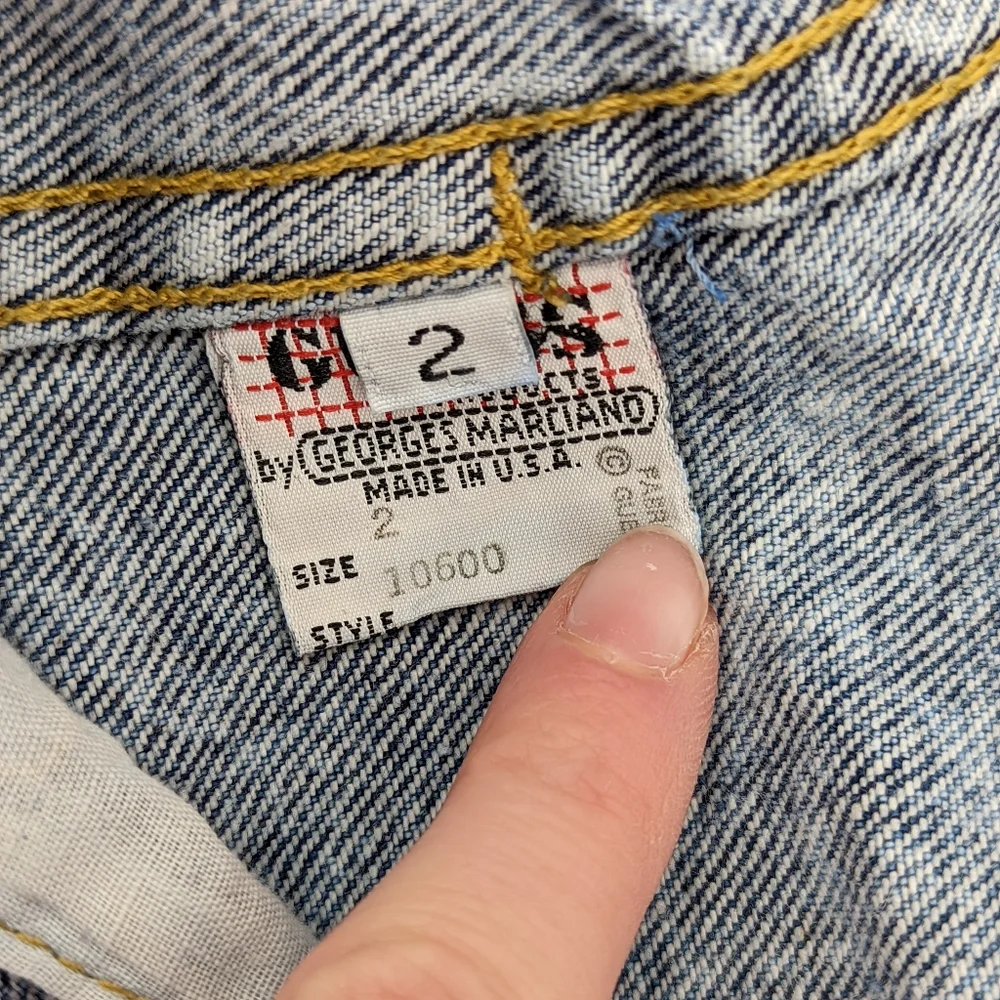 G S
2
by GEORGES MARCIANO
MADE IN U.S.A. ©
2
SIZE 10600
STYLE